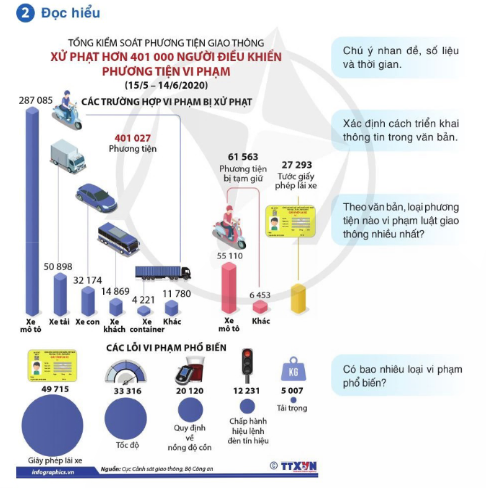 2 Đọc hiểu
TỔNG KIỂM SOÁT PHƯƠNG TIỆN GIAO THÔNG
XỬ PHẠT HƠN 401 000 NGƯỜI ĐIỀU KHIỂN
PHƯƠNG TIỆN VI PHẠM
(15/5 – 14/6/2020)
Chú ý nhan đề, số liệu
và thời gian.
287 085
CÁC TRƯỜNG HỢP VI PHẠM BỊ XỬ PHẠT
401 027
Phương tiện
61 563
Phương tiện
bị tạm giữ
27 293
Tước giấy
phép lái xe
Xác định cách triển khai
thông tin trong văn bản.
Theo văn bản, loại phương
tiện nào vi phạm luật giao
thông nhiều nhất?
50 898
32 174
14 869
4 221
11 780
55 110
6 453
Xe
mô tô
Xe tải
Xe con
Xe
khách
Xe
container
Khác
Xe
mô tô
Khác
CÁC LỖI VI PHẠM PHỔ BIẾN
KG
49 715
33 316
20 120
12 231
5 007
Giấy phép lái xe
Tốc độ
Quy định
về
nồng độ cồn
Chấp hành
hiệu lệnh
đèn tín hiệu
Tải trọng
Có bao nhiêu loại vi phạm
phổ biến?
infographics.vn
Nguồn: Cục Cảnh sát giao thông, Bộ Công an
© TTXVN